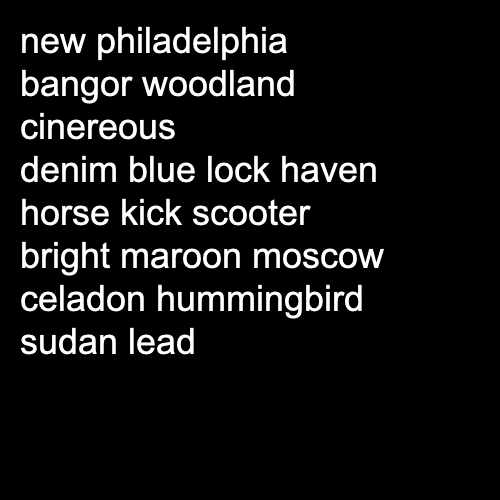 new philadelphia
bangor woodland
cinereous
denim blue lock haven
horse kick scooter
bright maroon moscow
celadon hummingbird
sudan lead